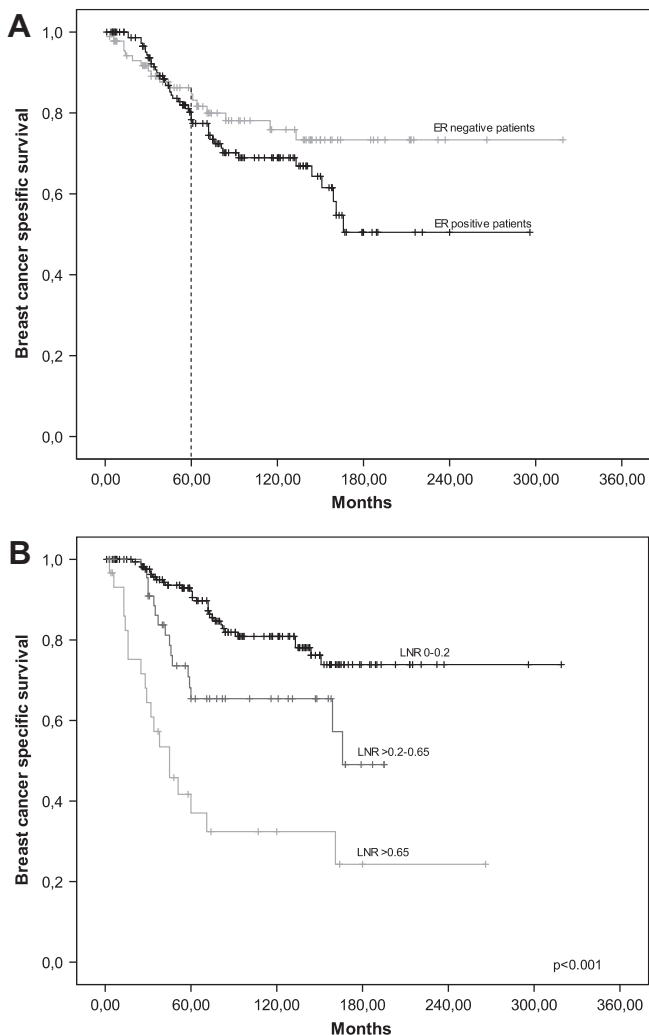 A
Breast cancer spesific survival
1,0
0,8
0,6
0,4
0,2
0,0
ER negative patients
ER positive patients
0,00 60,00 120,00 180,00 240,00 300,00 360,00
Months
B
Breast cancer specific survival
1,0
0,8
0,6
0,4
0,2
0,0
LNR 0-0.2
LNR >0.2-0.65
LNR >0.65
p<0.001
0,00 60,00 120,00 180,00 240,00 300,00 360,00
Months